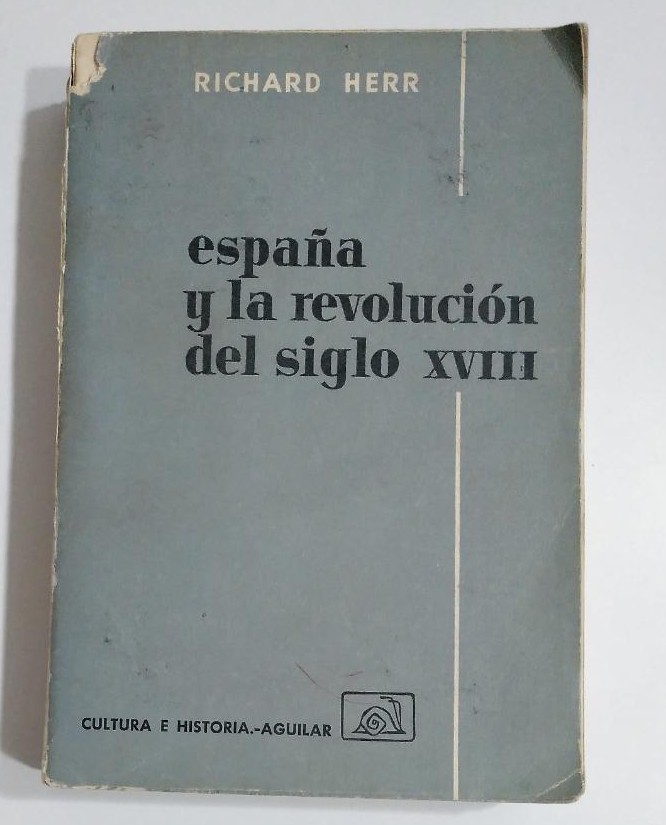 RICHARD HERR
españa
y la revolución
del siglo XVIII
CULTURA E HISTORIA.-AGUILAR